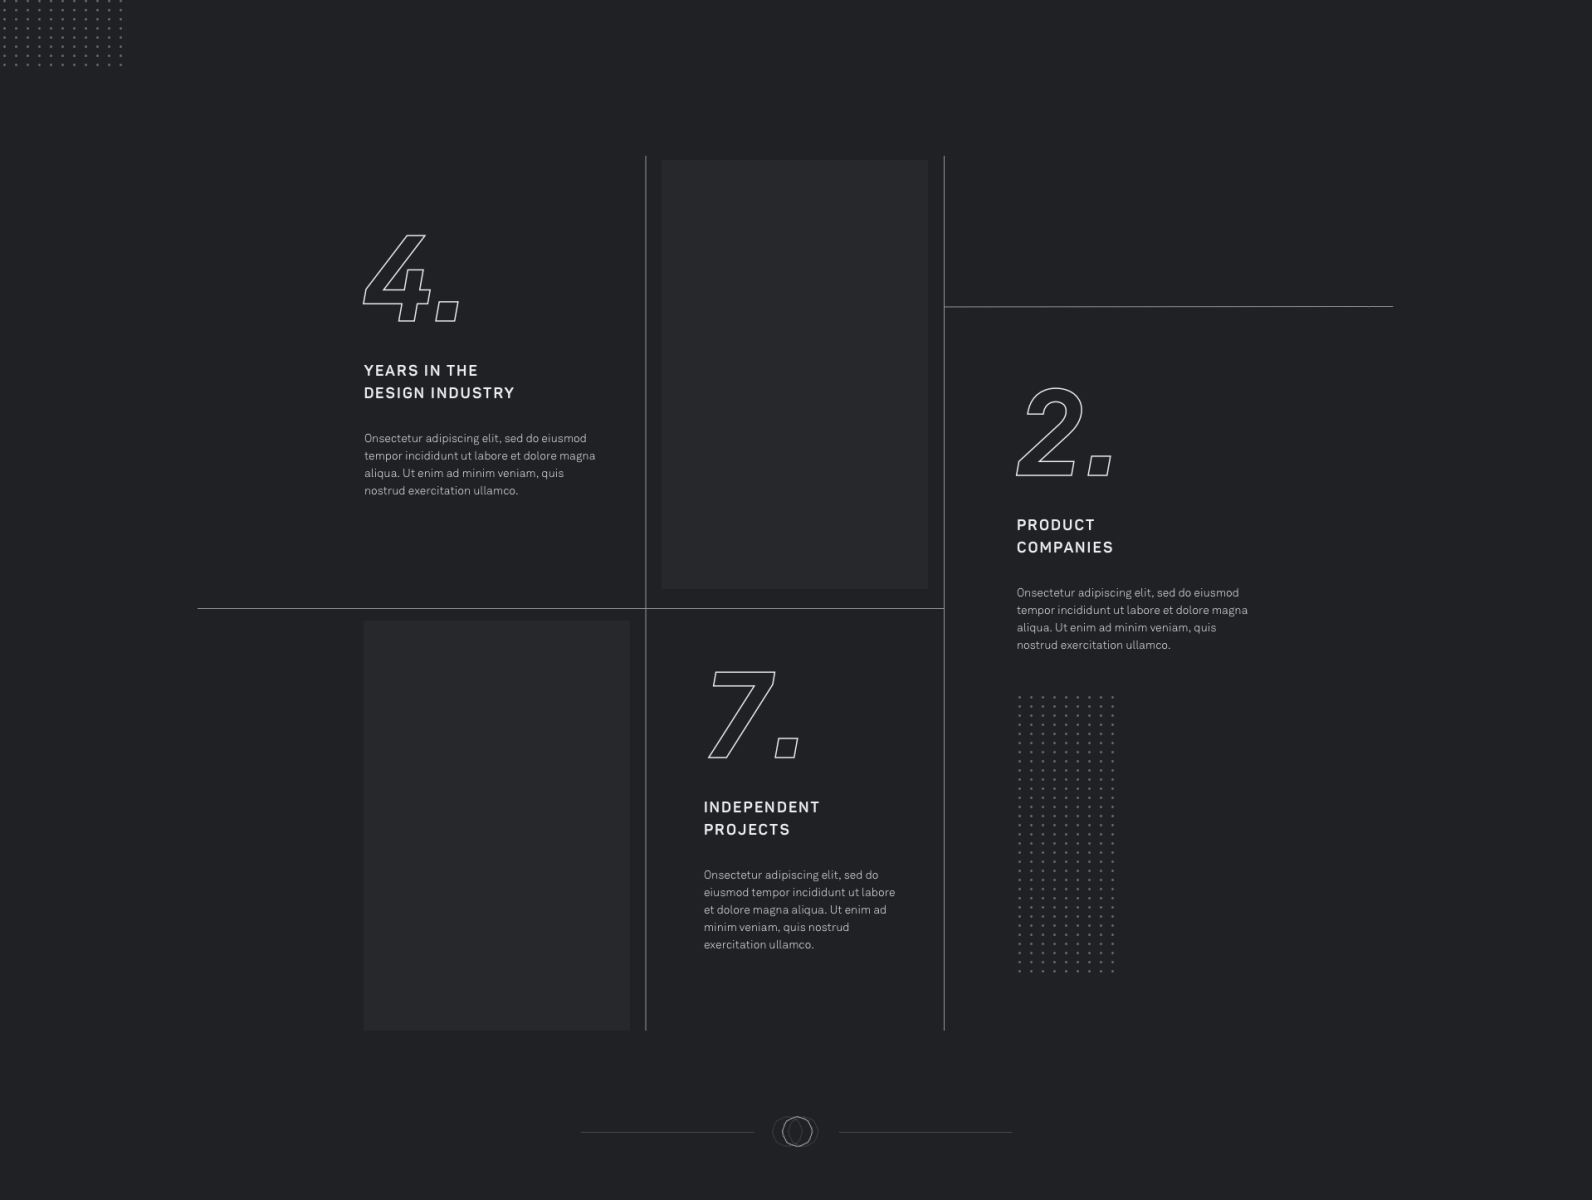 4.
YEARS IN THE
DESIGN INDUSTRY
Onsectetur adipiscing elit, sed do eiusmod
tempor incididunt ut labore et dolore magna
aliqua. Ut enim ad minim veniam, quis
nostrud exercitation ullamco.
2.
PRODUCT
COMPANIES
Onsectetur adipiscing elit, sed do eiusmod
tempor incididunt ut labore et dolore magna
aliqua. Ut enim ad minim veniam, quis
nostrud exercitation ullamco.
7.
INDEPENDENT
PROJECTS
Onsectetur adipiscing elit, sed do
eiusmod tempor incididunt ut labore
et dolore magna aliqua. Ut enim ad
minim veniam, quis nostrud
exercitation ullamco.